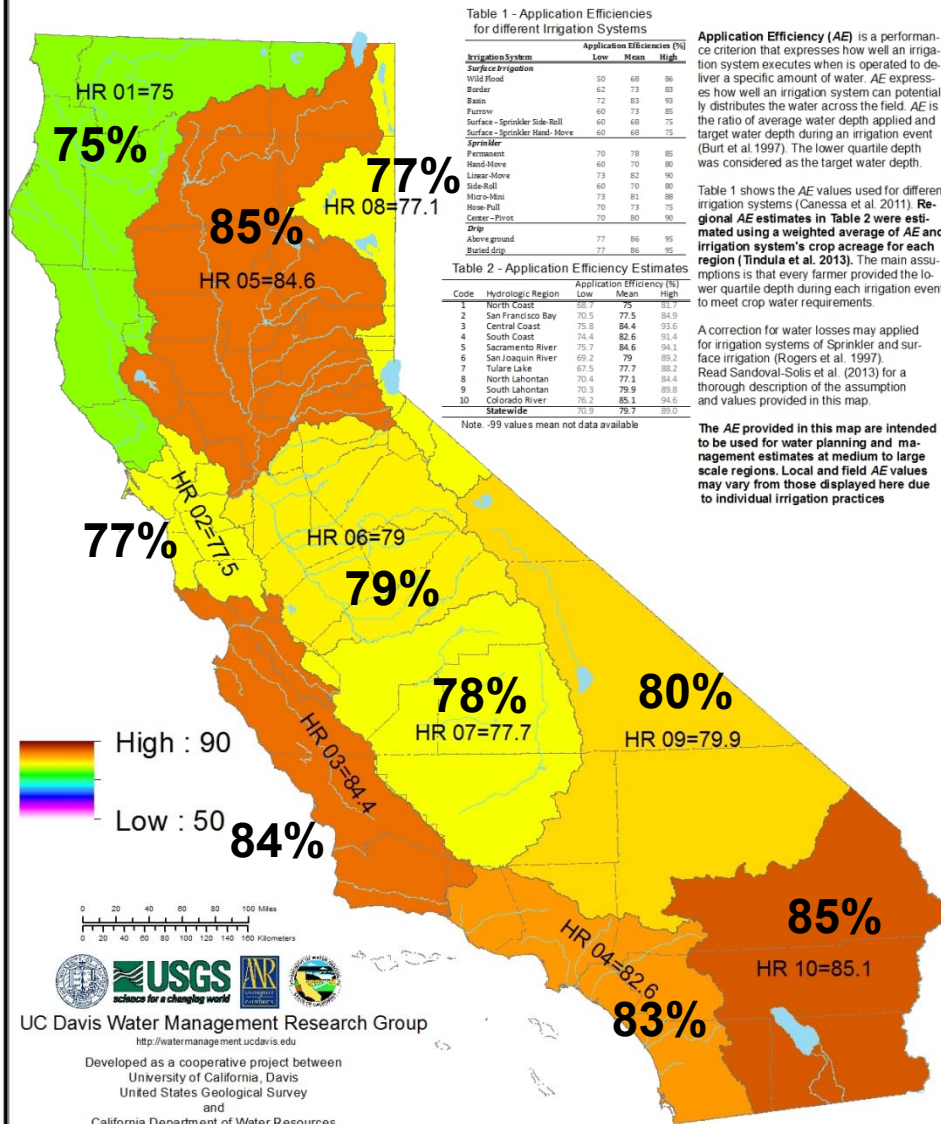 Table 1 - Application Efficiencies
for different Irrigation Systems
Application Efficiencies (%)
Irrigation System Low Mean High
Surface Irrigation
Wild Flood 50 68 86
Border 62 73 83
Basin 72 83 93
Furrow 60 73 85
Surface – Sprinkler Side-Roll 60 68 75
Surface – Sprinkler Hand- Move 60 68 75
Sprinkler
Permanent 70 78 85
Hand-Move 60 70 80
Linear-Move 73 82 90
Side-Roll 60 70 80
Micro-Mini 73 81 88
Hose-Pull 70 73 75
Center – Pivot 70 80 90
Drip
Above ground 77 86 95
Buried drip 77 86 95
Table 2 - Application Efficiency Estimates
Application Efficiency (%)
Code Hydrologic Region Low Mean High
1 North Coast 68.7 75 81.7
2 San Francisco Bay 70.5 77.5 84.9
3 Central Coast 75.8 84.4 93.6
4 South Coast 74.4 82.6 91.4
5 Sacramento River 75.7 84.6 94.1
6 San Joaquin River 69.2 79 89.2
7 Tulare Lake 67.5 77.7 88.2
8 North Lahontan 70.4 77.1 84.4
9 South Lahontan 70.3 79.9 89.8
10 Colorado River 76.2 85.1 94.6
Statewide 70.9 79.7 89.0
Note. -99 values mean not data available
Application Efficiency (AE) is a performan-
ce criterion that expresses how well an irriga-
tion system executes when is operated to de-
liver a specific amount of water. AE express-
es how well an irrigation system can potential
ly distributes the water across the field. AE is
the ratio of average water depth applied and
target water depth during an irrigation event
(Burt et al.1997). The lower quartile depth
was considered as the target water depth.
Table 1 shows the AE values used for differen
irrigation systems (Canessa et al. 2011). Re-
gional AE estimates in Table 2 were esti-
mated using a weighted average of AE and
irrigation system's crop acreage for each
region (Tindula et al. 2013). The main assu-
mptions is that every farmer provided the lo-
wer quartile depth during each irrigation event
to meet crop water requirements.
A correction for water losses may applied
for irrigation systems of Sprinkler and sur-
face irrigation (Rogers et al. 1997).
Read Sandoval-Solis et al. (2013) for a
thorough description of the assumption
and values provided in this map.
The AE provided in this map are intended
to be used for water planning and ma-
nagement estimates at medium to large
scale regions. Local and field AE values
may vary from those displayed here due
to individual irrigation practices
HR 01=75
75%
77%
HR 08=77.1
85%
HR 05=84.6
HR 02=77.5
77%
HR 06=79
79%
78%
HR 07=77.7
80%
HR 09=79.9
HR 03=84.4
84%
High : 90
Low : 50
85%
HR 10=85.1
HR 04=82.6
83%
0 20 40 60 80 100 Miles
0 20 40 60 80 100 120 140 160 Kilometers
USGS
science for a changing world
ANR
UC Davis Water Management Research Group
http://watermanagement.ucdavis.edu
Developed as a cooperative project between
University of California, Davis
United States Geological Survey
and
California Department of Water Resources